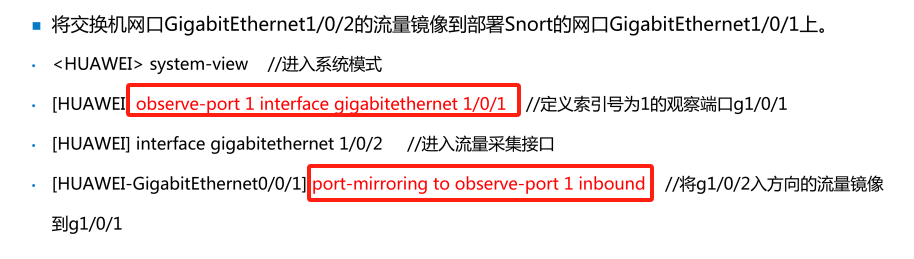 将交换机网口GigabitEthernet1/0/2的流量镜像到部署Snort的网口GigabitEthernet1/0/1上。
<HUAWEI> system-view //进入系统模式
[HUAWEI] observe-port 1 interface gigabitethernet 1/0/1 //定义索引号为1的观察端口g1/0/1
[HUAWEI] interface gigabitethernet 1/0/2 //进入流量采集接口
[HUAWEI-GigabitEthernet0/0/1] port-mirroring to observe-port 1 inbound //将g1/0/2入方向的流量镜像
到g1/0/1